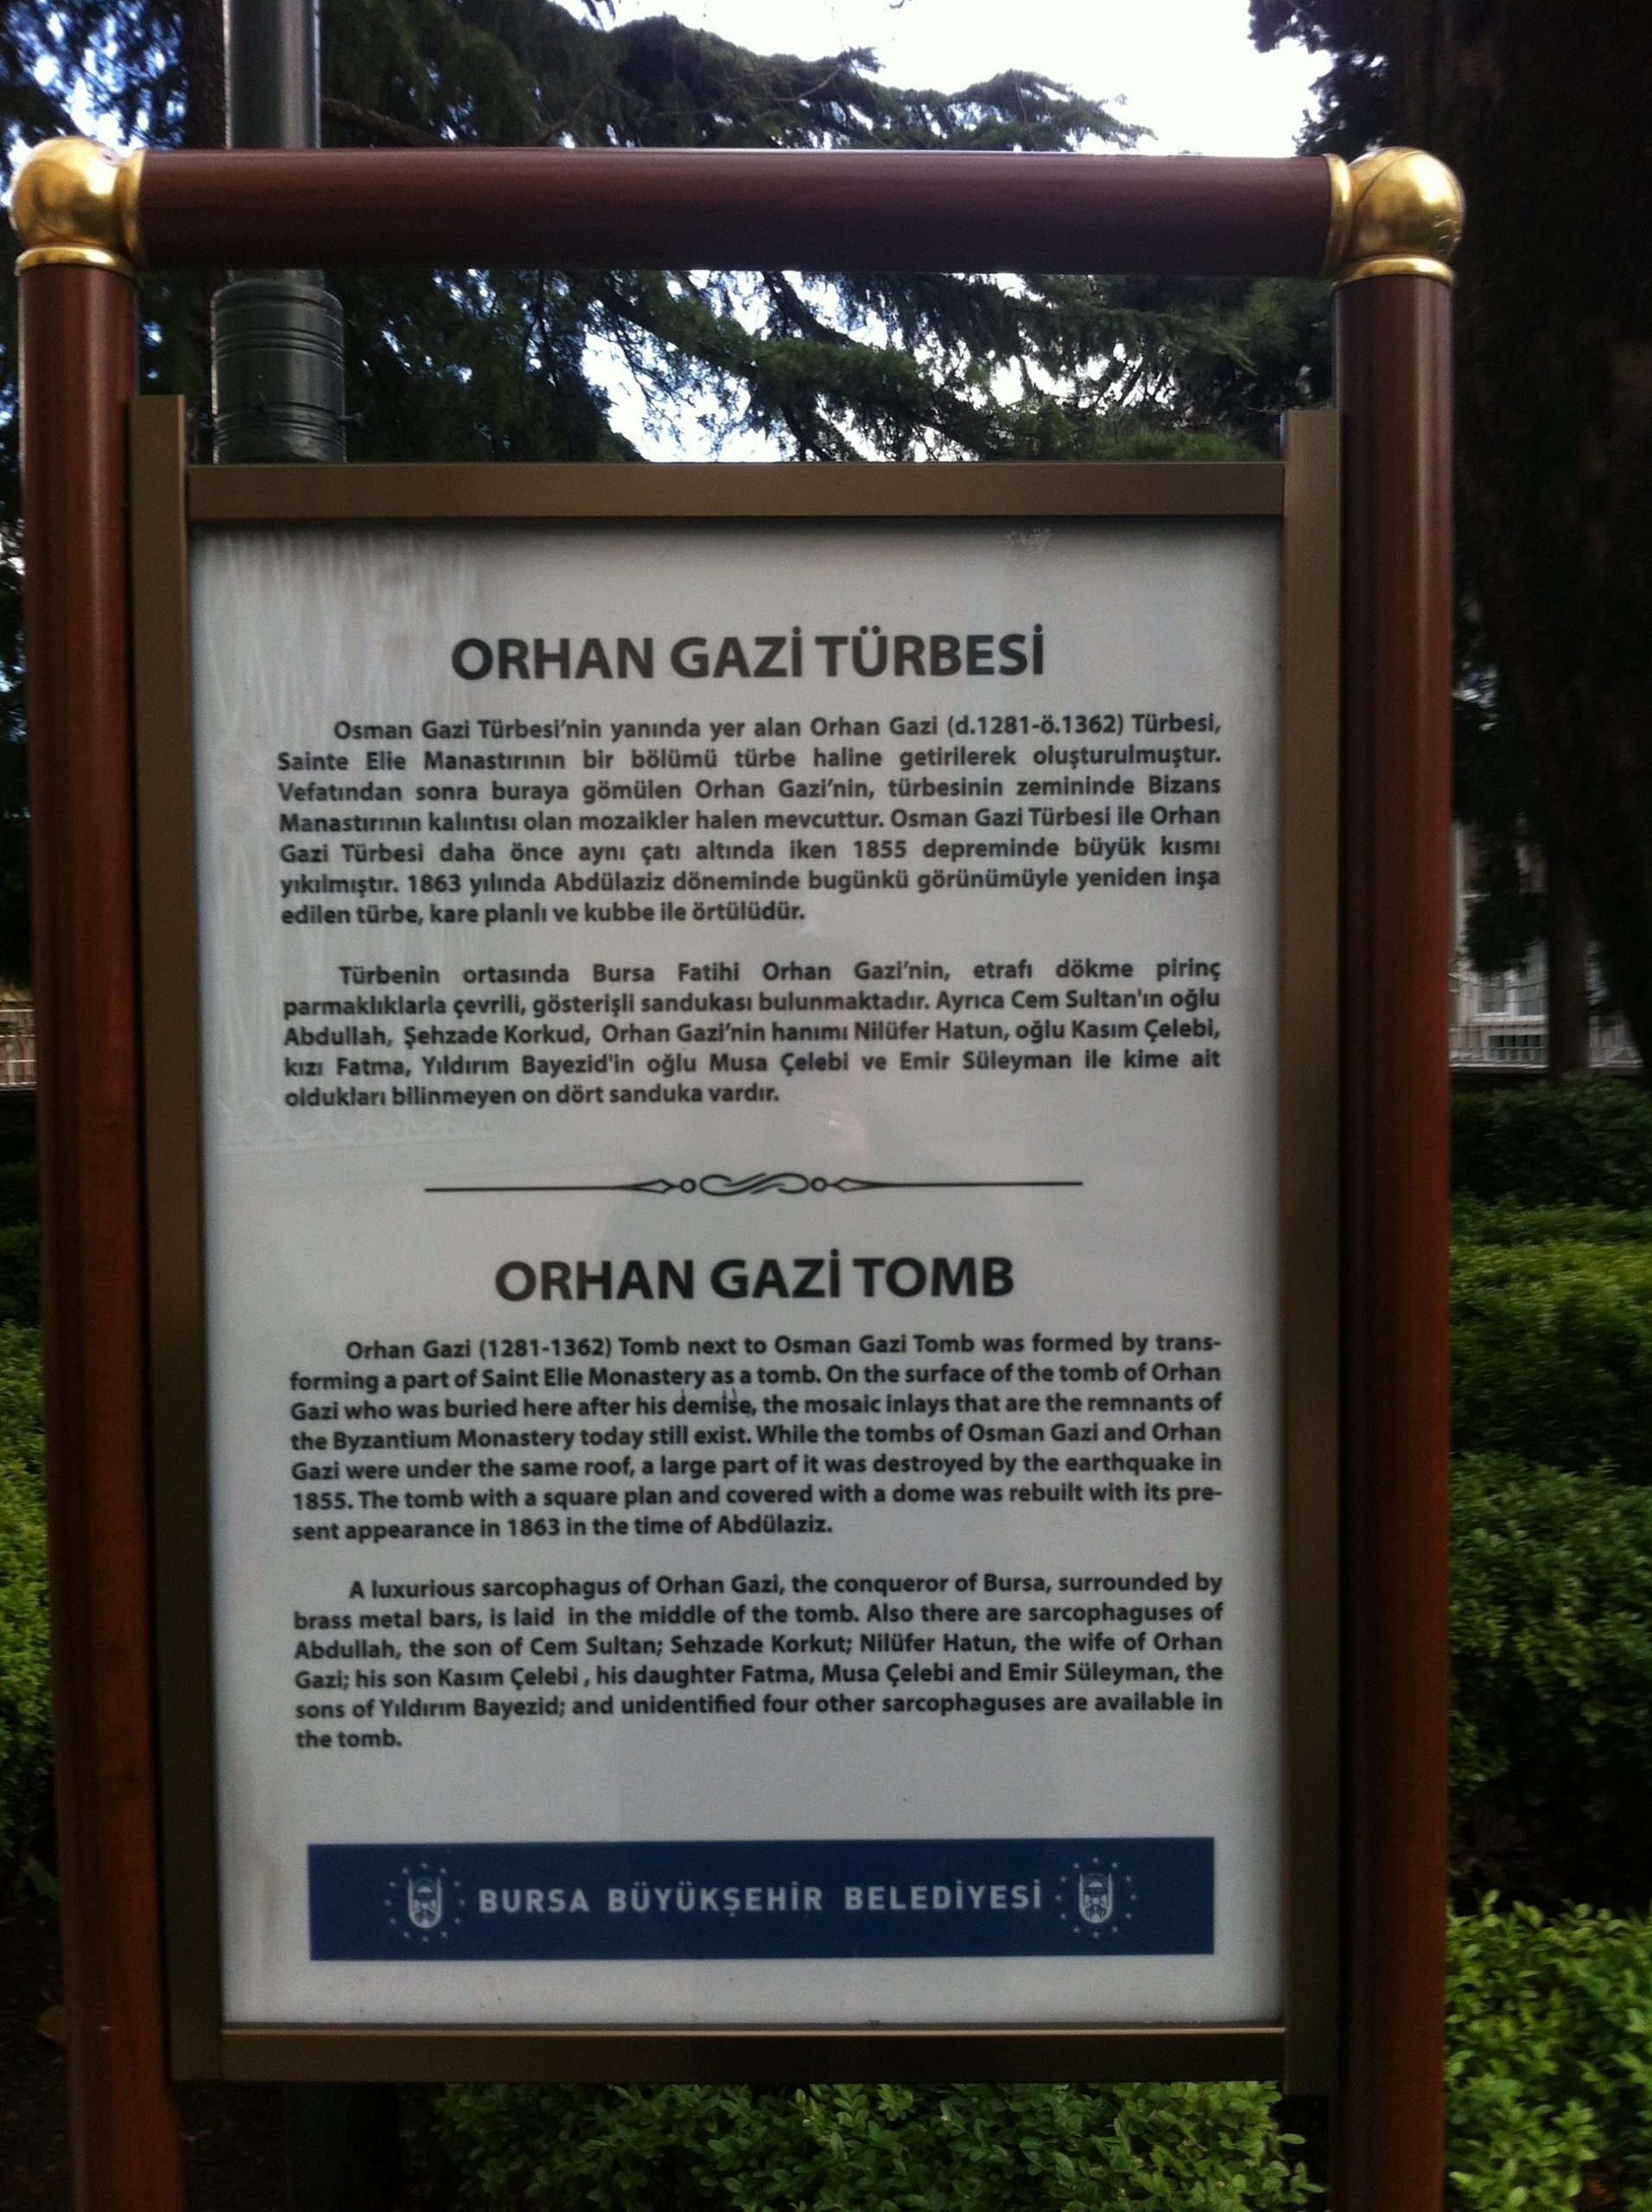 ORHAN GAZİ TÜRBESİ
Osman Gazi Türbesi'nin yanında yer alan Orhan Gazi (d.1281-ö.1362) Türbesi,
Sainte Elie Manastırının bir bölümü türbe haline getirilerek oluşturulmuştur.
Vefatından sonra buraya gömülen Orhan Gazi'nin, türbesinin zemininde Bizans
Manastırının kalıntısı olan mozaikler halen mevcuttur. Osman Gazi Türbesi ile Orhan
Gazi Türbesi daha önce aynı çatı altında iken 1855 depreminde büyük kısmı
yıkılmıştır. 1863 yılında Abdülaziz döneminde bugünkü görünümüyle yeniden inşa
edilen türbe, kare planlı ve kubbe ile örtülüdür.
Türbenin ortasında Bursa Fatihi Orhan Gazi'nin, etrafı dökme pirinç
parmaklıklarla çevrili, gösterişli sandukası bulunmaktadır. Ayrıca Cem Sultan'ın oğlu
Abdullah, Şehzade Korkud, Orhan Gazi'nin hanımı Nilüfer Hatun, oğlu Kasım Çelebi,
kızı Fatma, Yıldırım Bayezid'in oğlu Musa Çelebi ve Emir Süleyman ile kime ait
oldukları bilinmeyen on dört sanduka vardır.
ORHAN GAZİ TOMB
Orhan Gazi (1281-1362) Tomb next to Osman Gazi Tomb was formed by trans-
forming a part of Saint Elie Monastery as a tomb. On the surface of the tomb of Orhan
Gazi who was buried here after his demise, the mosaic inlays that are the remnants of
the Byzantium Monastery today still exist. While the tombs of Osman Gazi and Orhan
Gazi were under the same roof, a large part of it was destroyed by the earthquake in
1855. The tomb with a square plan and covered with a dome was rebuilt with its pre-
sent appearance in 1863 in the time of Abdülaziz.
A luxurious sarcophagus of Orhan Gazi, the conqueror of Bursa, surrounded by
brass metal bars, is laid in the middle of the tomb. Also there are sarcophaguses of
Abdullah, the son of Cem Sultan; Sehzade Korkut; Nilüfer Hatun, the wife of Orhan
Gazi; his son Kasım Çelebi , his daughter Fatma, Musa Çelebi and Emir Süleyman, the
sons of Yıldırım Bayezid; and unidentified four other sarcophaguses are available in
the tomb.
BURSA BÜYÜKŞEHİR BELEDİYESİ